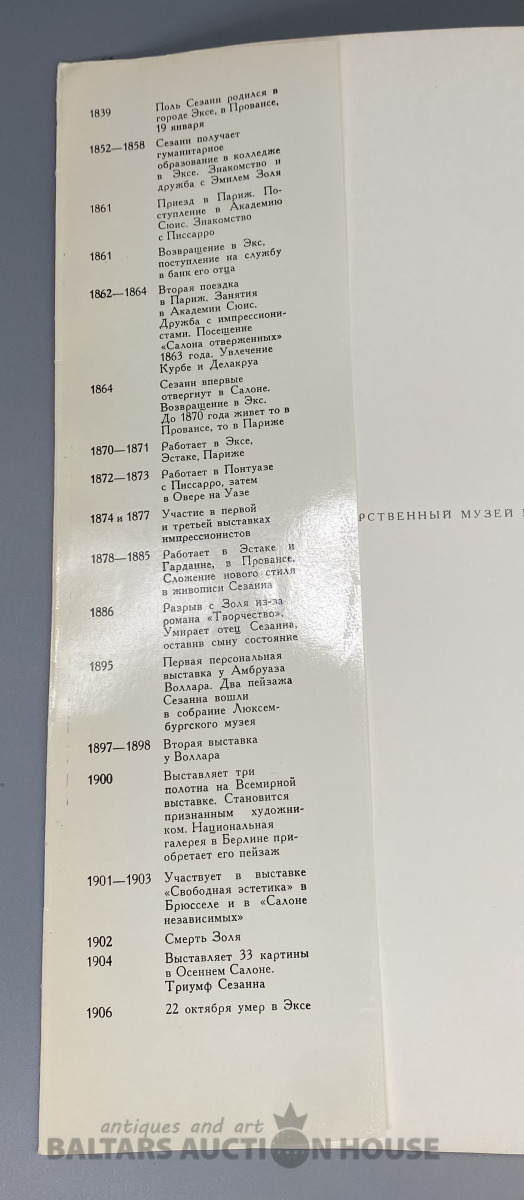 1839 Поль Сезанн родился в
городе Эксе, в Провансе,
19 января
1852—1858 Сезанн получает
гуманитарное
образование в колледже
в Эксе. Знакомство и
дружба с Эмилем Золя
1861 Приезд в Париж. По-
ступление в Академию
Сюис. Знакомство
с Писсарро
1861 Возвращение в Экс,
поступление на службу
в банк его отца
1862—1864 Вторая поездка
в Париж. Занятия
в Академии Сюис.
Дружба с импрессиони-
стами. Посещение
«Салона отверженных»
1863 года. Увлечение
Курбе и Делакруа
1864 Сезанн впервые
отвергнут в Салоне.
Возвращение в Экс.
До 1870 года живет то в
Провансе, то в Париже
1870—1871 Работает в Эксе,
Эстаке, Париже
1872—1873 Работает в Понтуазе
с Писсарро, затем
в Овере на Уазе
1874 и 1877 Участие в первой
и третьей выставках
импрессионистов
1878—1885 Работает в Эстаке и
Гарданне, в Провансе.
Сложение нового стиля
в живописи Сезанна
1886 Разрыв с Золя из-за
романа «Творчество».
Умирает отец Сезанна,
оставив сыну состояние
1895 Первая персональная
выставка у Амбруаза
Воллара. Два пейзажа
Сезанна вошли
в собрание Люксем-
бургского музея
1897—1898 Вторая выставка
у Воллара
1900 Выставляет три
полотна на Всемирной
выставке. Становится
признанным художни-
ком. Национальная
галерея в Берлине при-
обретает его пейзаж
1901—1903 Участвует в выставке
«Свободная эстетика» в
Брюсселе и в «Салоне
независимых»
1902 Смерть Золя
1904 Выставляет 33 картины
в Осеннем Салоне.
Триумф Сезанна
1906 22 октября умер в Эксе
РСТВЕННЫЙ МУЗЕЙ
antiques and art
BALTARS AUCTION HOUSE